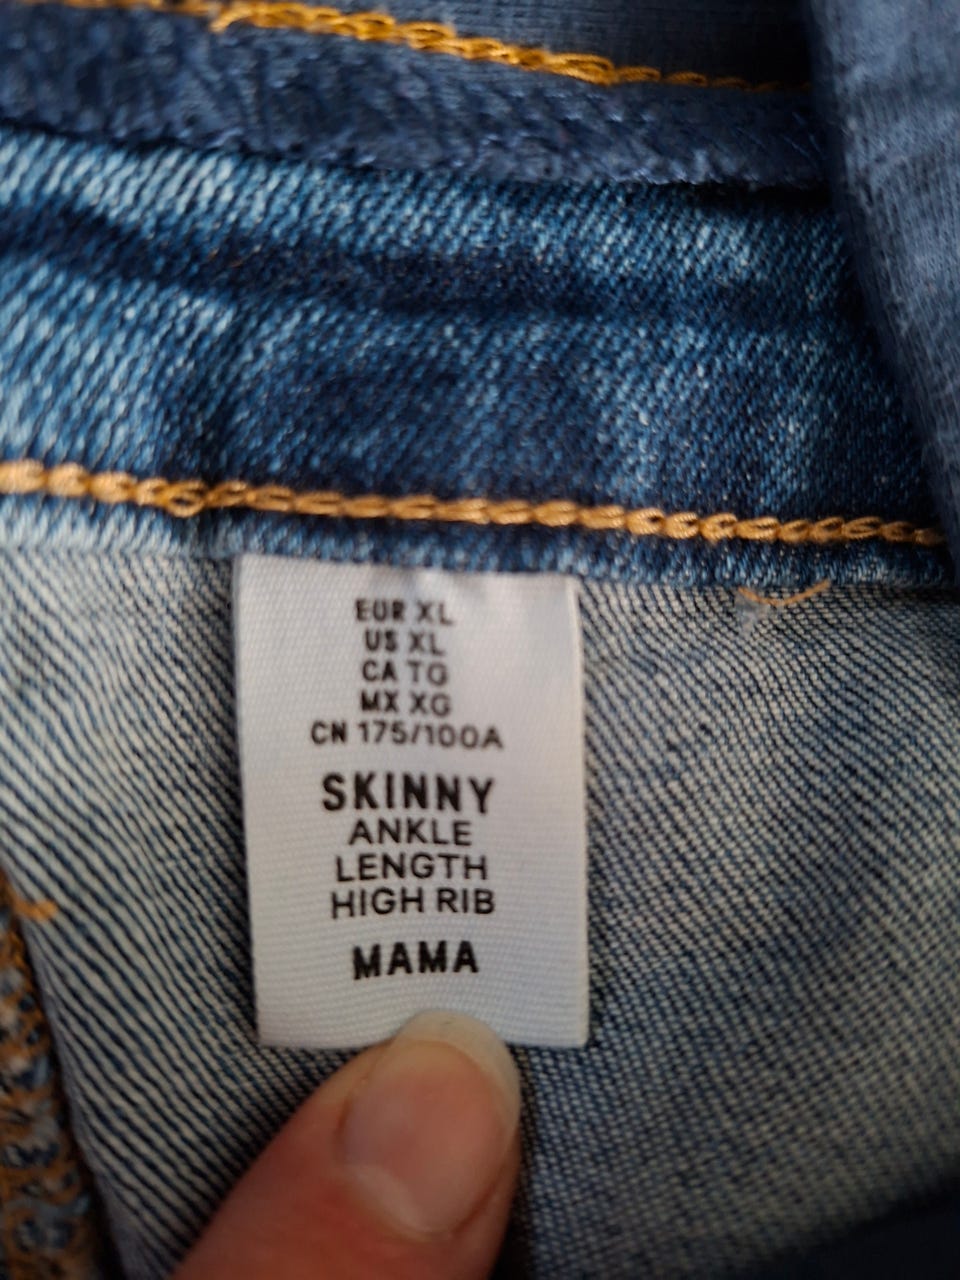 EUR XL
US XL
CA TG
MX XG
CN 175/100A
SKINNY
ANKLE
LENGTH
HIGH RIB
MAMA